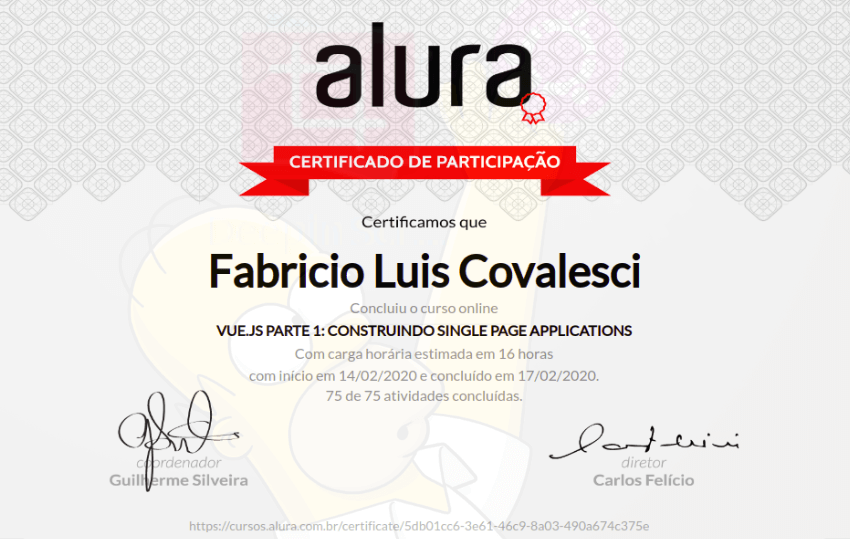 alura
CERTIFICADO DE PARTICIPAÇÃO
Certificamos que
Fabricio Luis Covalesci
Concluiu o curso online
VUE.JS PARTE 1: CONSTRUINDO SINGLE PAGE APPLICATIONS
Com carga horária estimada em 16 horas
com início em 14/02/2020 e concluído em 17/02/2020.
75 de 75 atividades concluídas.
coordenador
Guilherme Silveira
diretor
Carlos Felício
https://cursos.alura.com.br/certificate/5db01cc6-3e61-46c9-8a03-490a674c375e